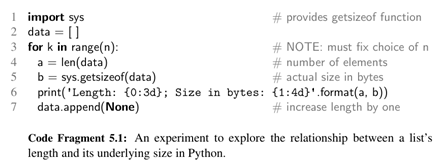 1 import sys # provides getsizeof function
2 data = [ ]
3 for k in range(n): # NOTE: must fix choice of n
4 a = len(data) # number of elements
5 b = sys.getsizeof(data) # actual size in bytes
6 print('Length: {0:3d}; Size in bytes: {1:4d}'.format(a, b))
7 data.append(None) # increase length by one
Code Fragment 5.1: An experiment to explore the relationship between a list's
length and its underlying size in Python.